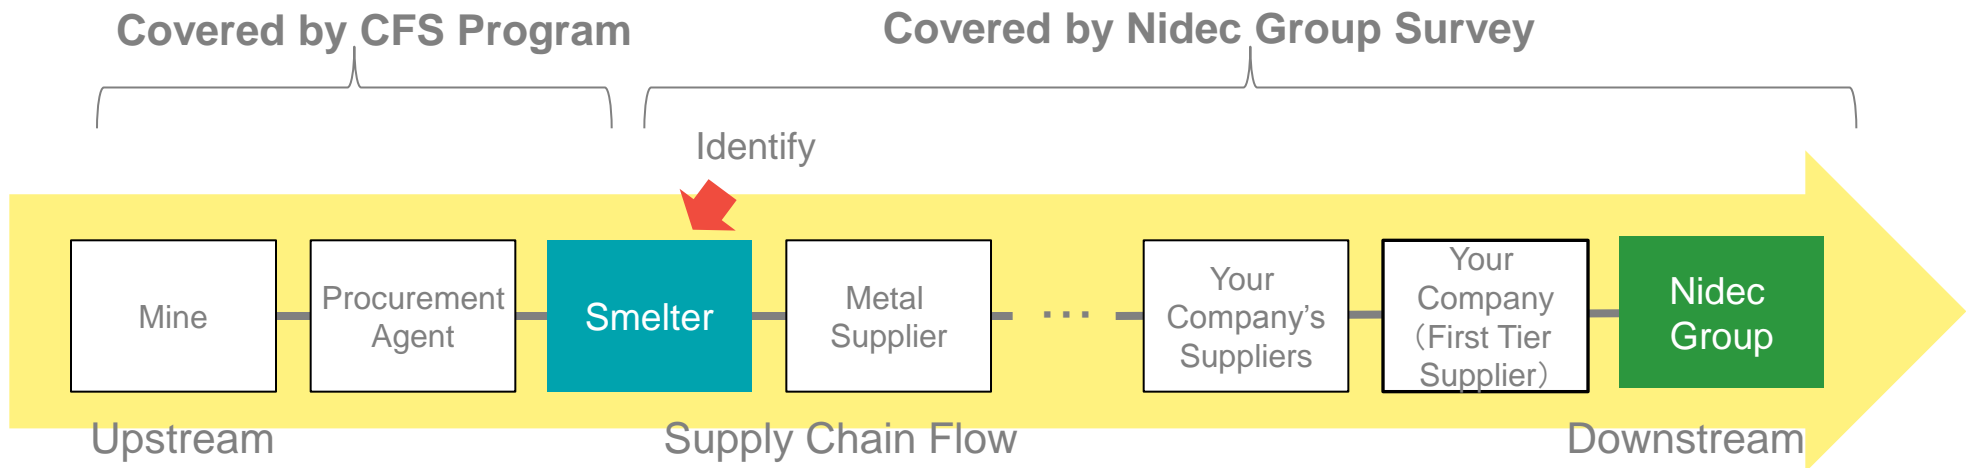 Covered by CFS Program
Covered by Nidec Group Survey
Identify
Mine
Procurement
Agent
Smelter
Metal
Supplier
...
Your
Company's
Suppliers
Your
Company
（First Tier
Supplier）
Nidec
Group
Upstream
Supply Chain Flow
Downstream